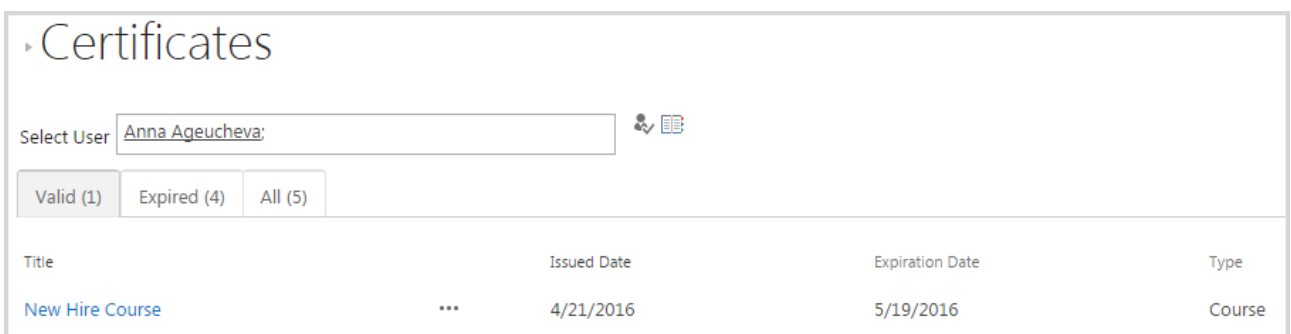 Certificates
Select User Anna Ageucheva;
Valid (1) Expired (4) All (5)
Title Issued Date Expiration Date Type
New Hire Course ... 4/21/2016 5/19/2016 Course